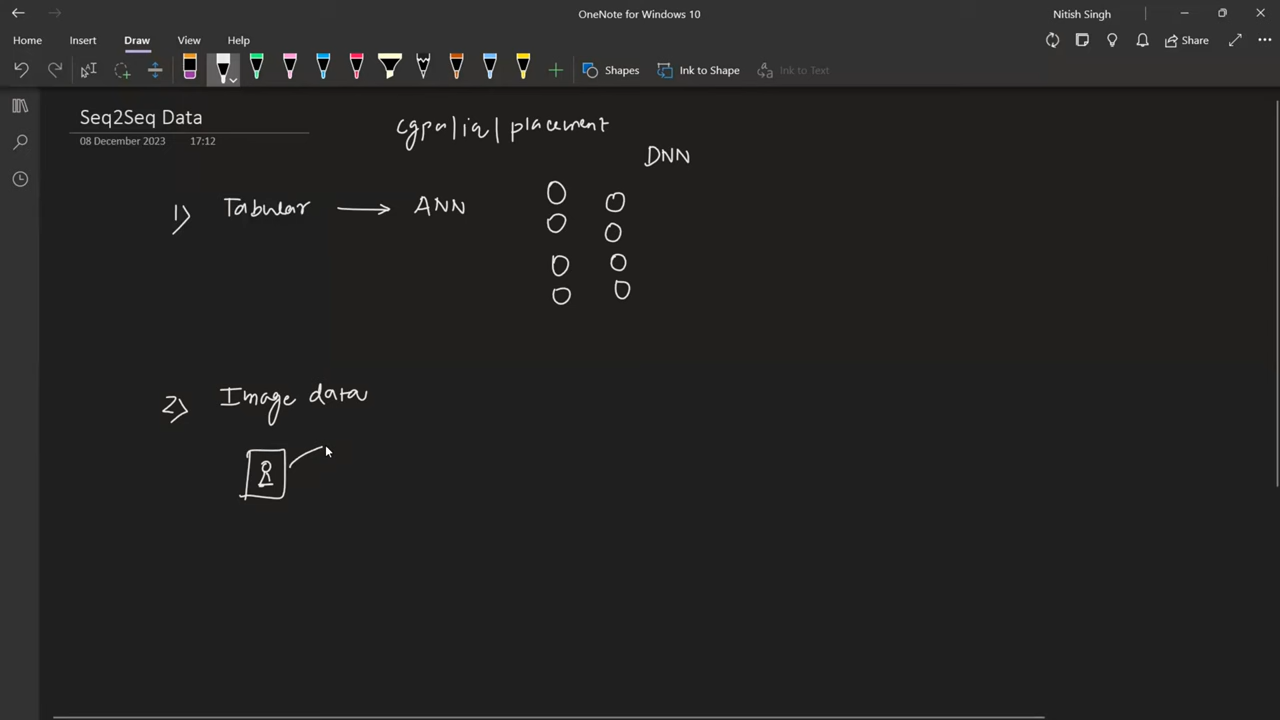 OneNote for Windows 10
Nitish Singh
Home Insert Draw View Help
Share
Shapes Ink to Shape Ink to Text
Seq2Seq Data
08 December 2023 17:12
cgpa|iq|placement
DNN
1) Tabular → ANN
2) Image data